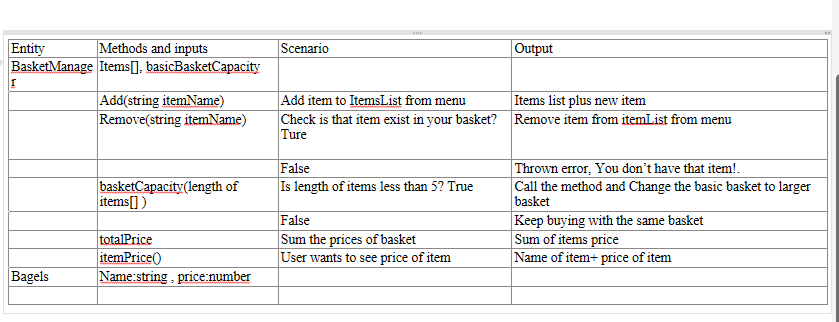 Entity Methods and inputs Scenario Output
BasketManage Items[], basicBasketCapacity
r
Add(string itemName) Add item to ItemsList from menu Items list plus new item
Remove(string itemName) Check is that item exist in your basket? Remove item from itemList from menu
Ture
False Thrown error, You don’t have that item!.
basketCapacity(length of Is length of items less than 5? True Call the method and Change the basic basket to larger
items[] ) basket
False Keep buying with the same basket
totalPrice Sum the prices of basket Sum of items price
itemPrice() User wants to see price of item Name of item+ price of item
Bagels Name:string , price:number